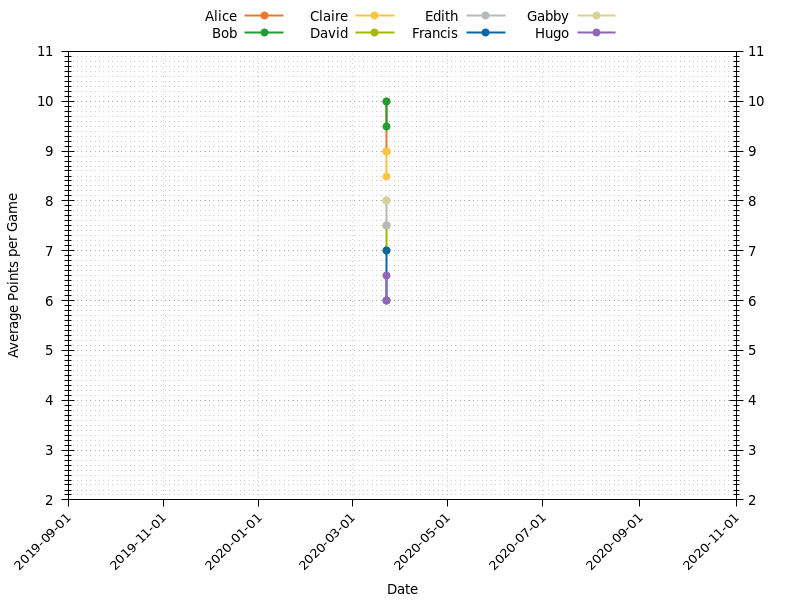 Alice Claire Edith Gabby
Bob David Francis Hugo
11 11
10 10
9 9
8 8
7 7
6 6
5 5
4 4
3 3
2 2
Average Points per Game
2019-09-01 2019-11-01 2020-01-01 2020-03-01 2020-05-01 2020-07-01 2020-09-01 2020-11-01
Date